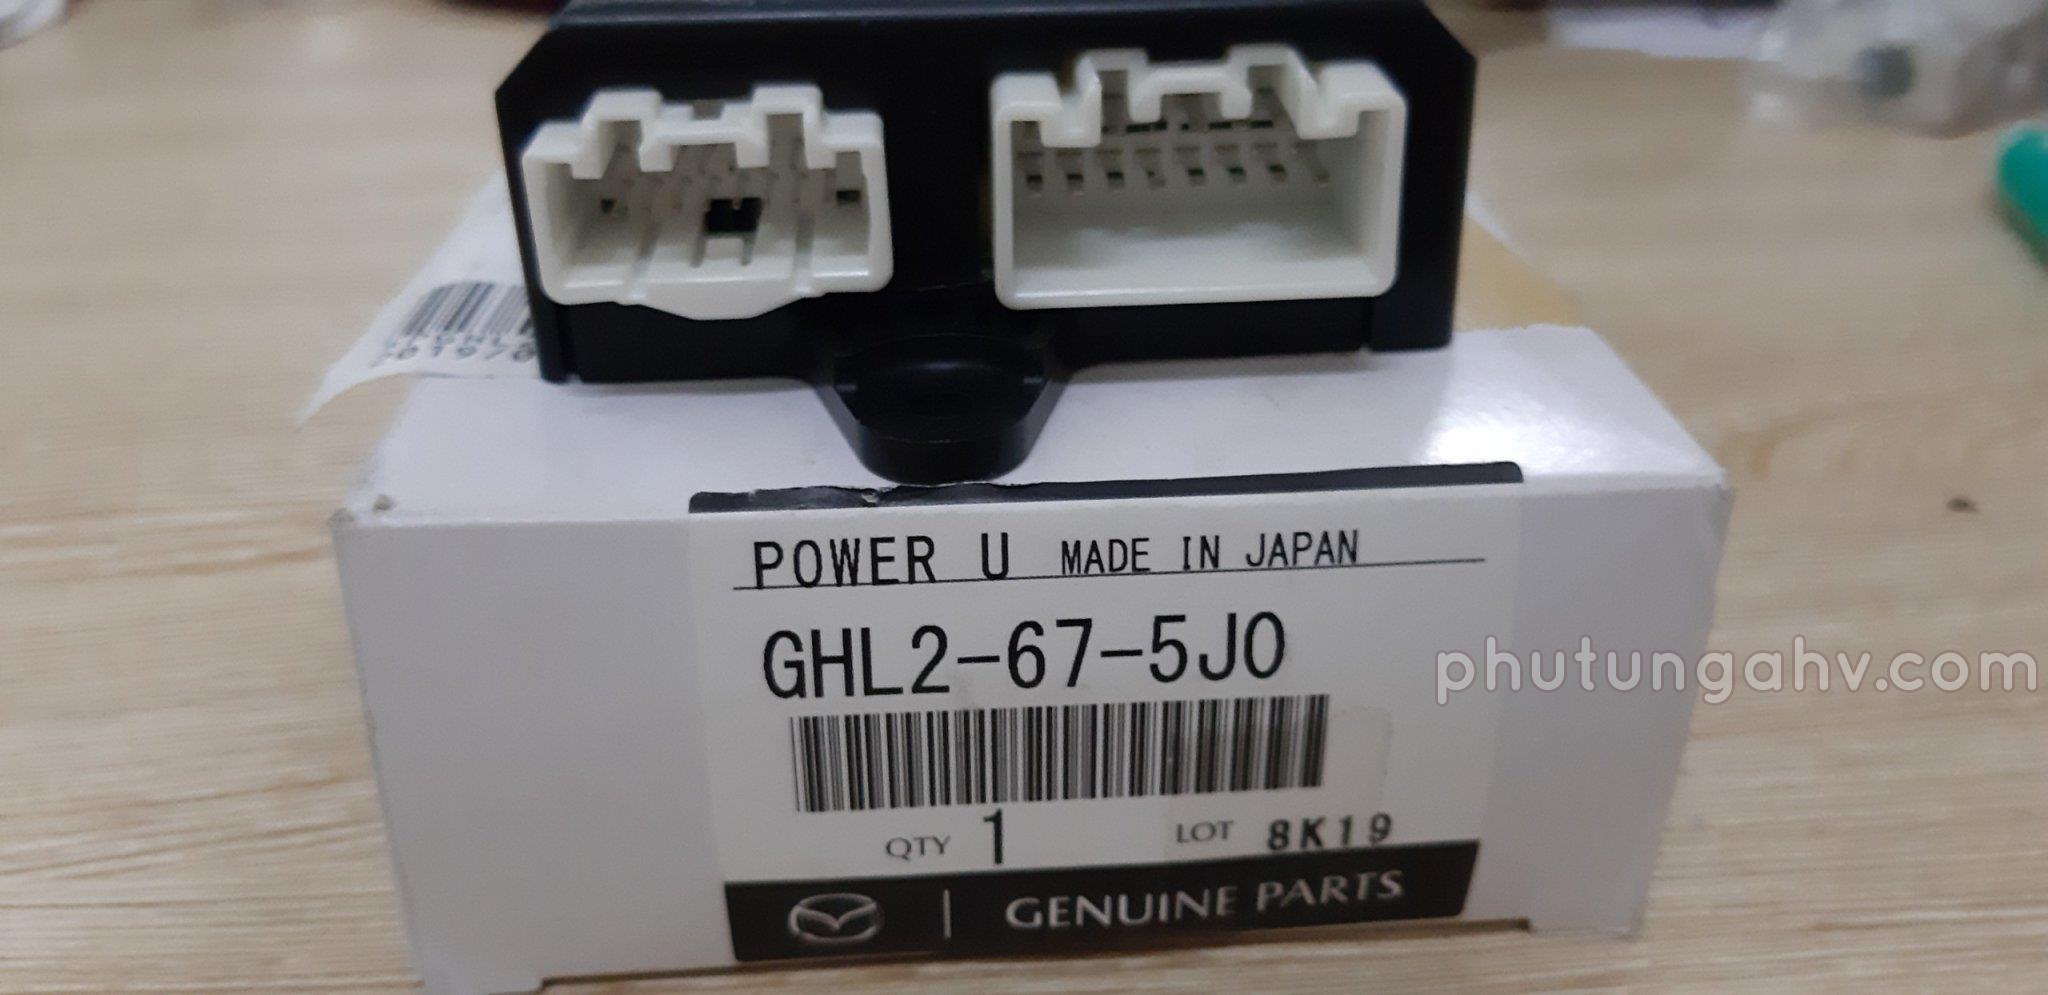 POWER U MADE IN JAPAN
GHL2-67-5J0
QTY 1 LOT 8K19
GENUINE PARTS
phutungahv.com